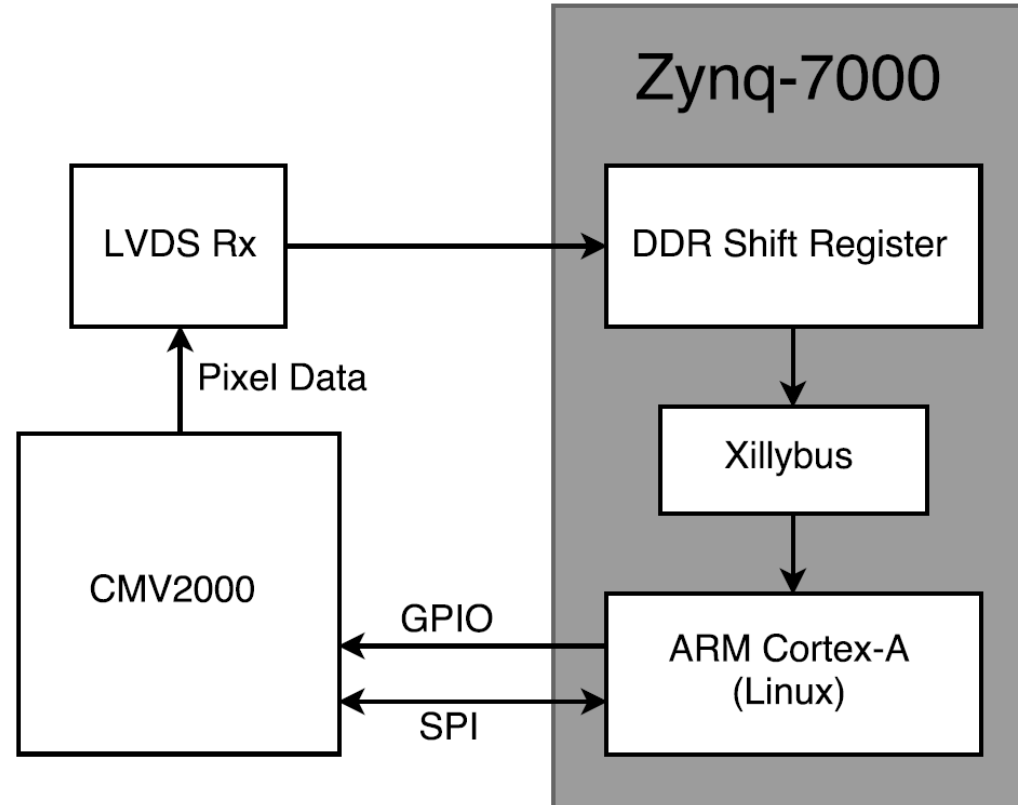 Zynq-7000
LVDS Rx
DDR Shift Register
Pixel Data
Xillybus
CMV2000
GPIO
ARM Cortex-A
(Linux)
SPI